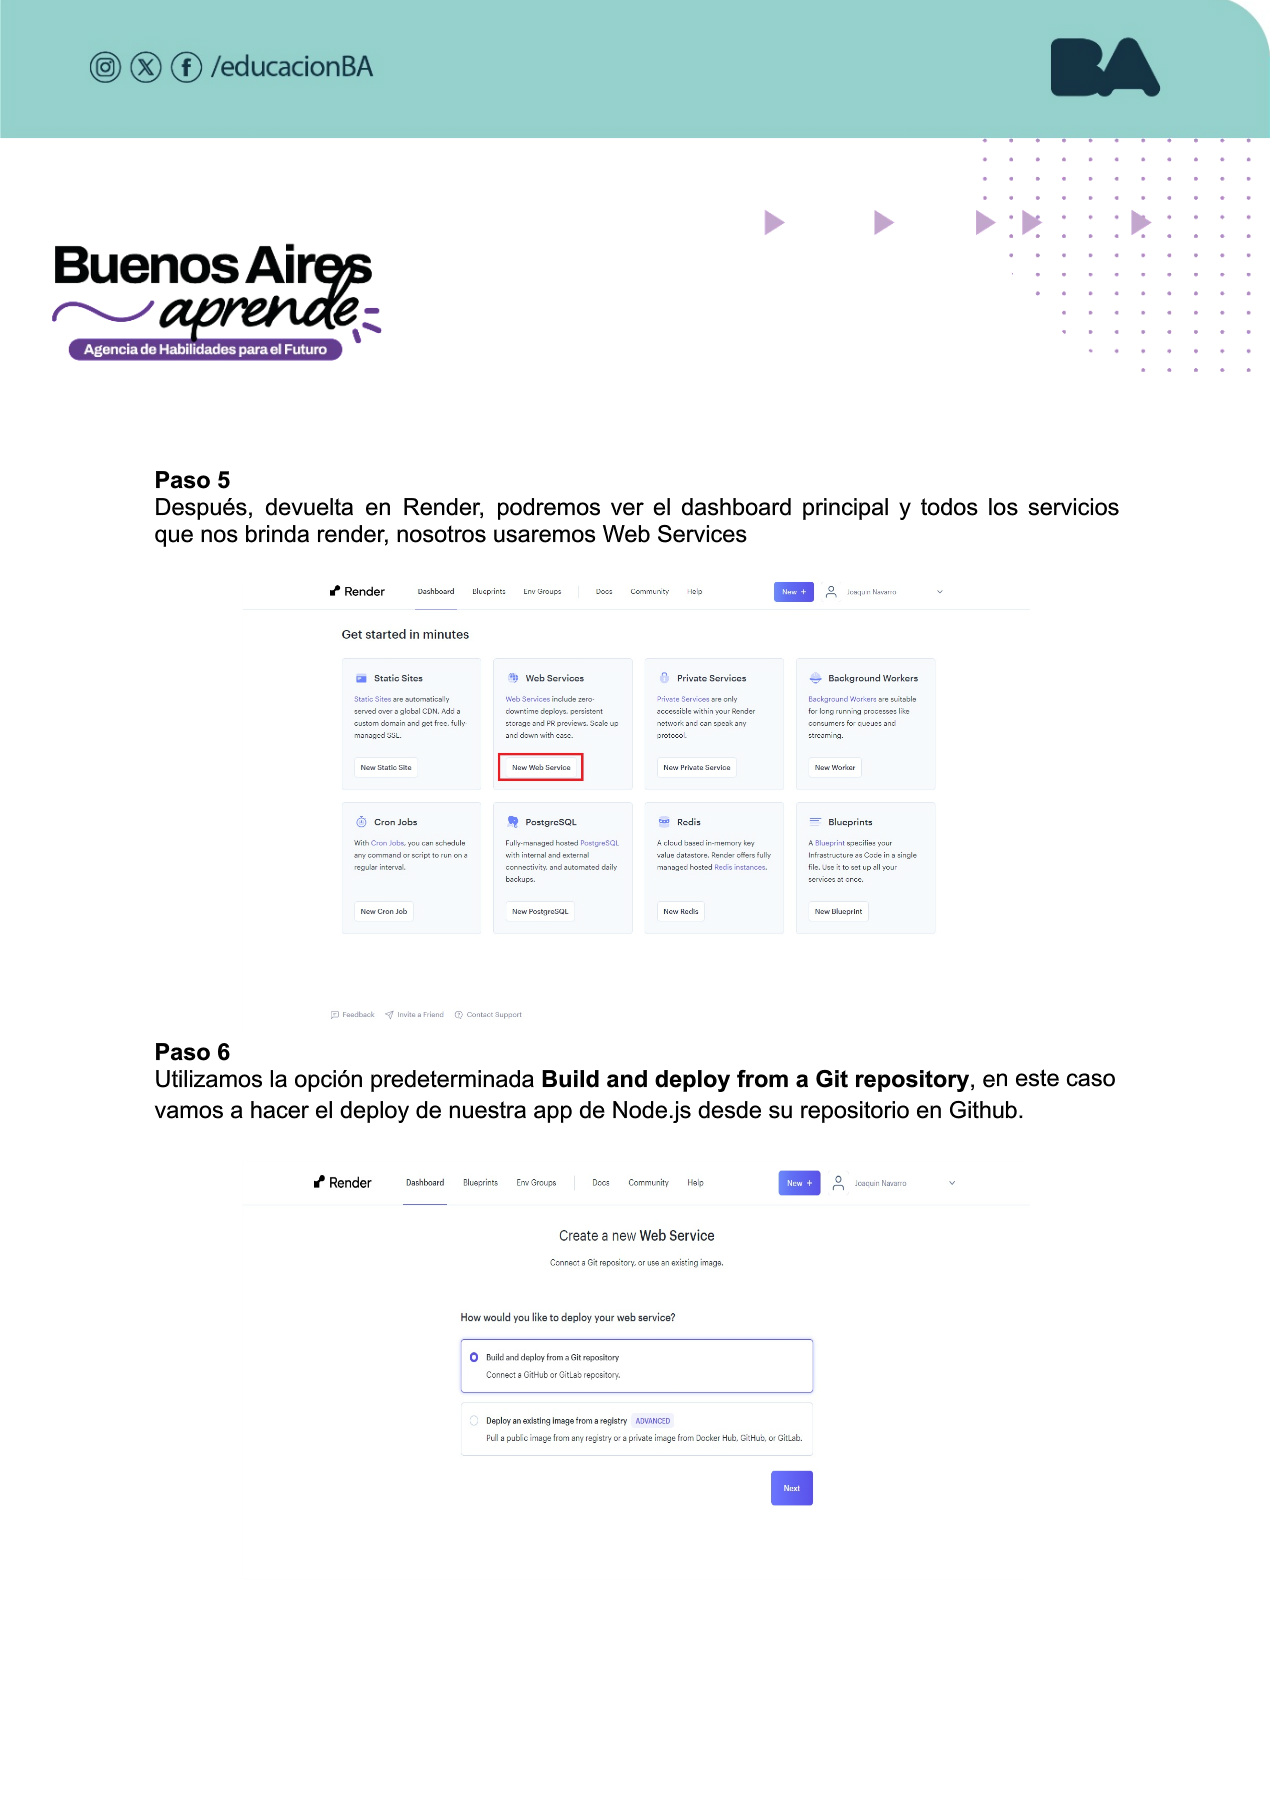 /educacionBA
BA
Buenos Aires
aprende
Agencia de Habilidades para el Futuro
Paso 5
Después, devuelta en Render, podremos ver el dashboard principal y todos los servicios
que nos brinda render, nosotros usaremos Web Services
Render Dashboard Blueprints Env Groups Docs Community Help New + Joaquin Navarro
Get started in minutes
Static Sites
Static Sites are automatically
served over a global CDN. Add a
custom domain and get free, fully-
managed SSL.
New Static Site
Web Services
Web Services include zero-
downtime deploys, persistent
storage and PR previews. Scale up
and down with ease.
New Web Service
Private Services
Private Services are only
accessible within your Render
network and can speak any
protocol.
New Private Service
Background Workers
Background Workers are suitable
for long running processes like
consumers for queues and
streaming.
New Worker
Cron Jobs
With Cron Jobs, you can schedule
any command or script to run on a
regular interval.
New Cron Job
PostgreSQL
Fully-managed hosted PostgreSQL
with internal and external
connectivity, and automated daily
backups.
New PostgreSQL
Redis
A cloud based in-memory key
value datastore. Render offers fully
managed hosted Redis instances.
New Redis
Blueprints
A Blueprint specifies your
Infrastructure as Code in a single
file. Use it to set up all your
services at once.
New Blueprint
Feedback Invite a Friend Contact Support
Paso 6
Utilizamos la opción predeterminada Build and deploy from a Git repository, en este caso
vamos a hacer el deploy de nuestra app de Node.js desde su repositorio en Github.
Render Dashboard Blueprints Env Groups Docs Community Help New + Joaquin Navarro
Create a new Web Service
Connect a Git repository, or use an existing image.
How would you like to deploy your web service?
Build and deploy from a Git repository
Connect a GitHub or GitLab repository.
Deploy an existing image from a registry ADVANCED
Pull a public image from any registry or a private image from Docker Hub, GitHub, or GitLab.
Next